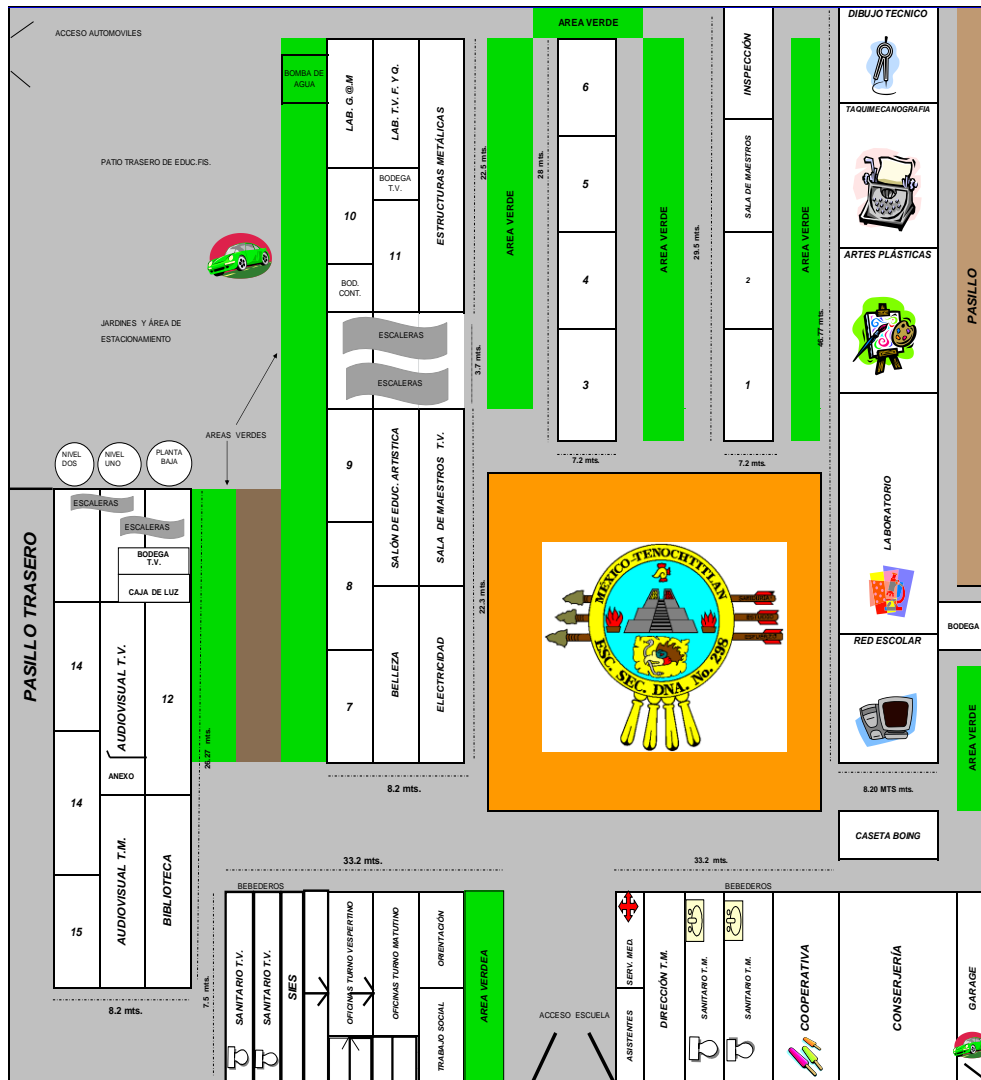 ACCESO AUTOMOVILES
PATIO TRASERO DE EDUC.FIS.
JARDINES Y ÁREA DE
ESTACIONAMIENTO
AREAS VERDES
BOMBA DE
AGUA
LAB. G. @.M
LAB. T.V. F. Y Q.
ESTRUCTURAS METÁLICAS
10
BODEGA
T.V.
11
BOD.
CONT.
ESCALERAS
ESCALERAS
9
SALÓN DE EDUC. ARTISTICA
SALA DE MAESTROS T.V.
8
7
BELLEZA
ELECTRICIDAD
8.2 mts.
22.5 mts.
3.7 mts.
22.3 mts.
AREA VERDE
AREA VERDE
28 mts.
6
5
4
3
7.2 mts.
AREA VERDE
29.5 mts.
INSPECCIÓN
SALA DE MAESTROS
2
1
7.2 mts.
AREA VERDE
46.77 mts.
DIBUJO TECNICO
TAQUIMECANOGRAFIA
ARTES PLÁSTICAS
LABORATORIO
RED ESCOLAR
8.20 MTS mts.
PASILLO
BODEGA
AREA VERDE
CASETA BOING
MÉXICO-TENOCHTITLAN
ESC. SEC. DNA. No. 298
NIVEL
DOS
NIVEL
UNO
PLANTA
BAJA
PASILLO TRASERO
ESCALERAS
ESCALERAS
BODEGA
T.V.
CAJA DE LUZ
14
AUDIOVISUAL T.V.
12
14
ANEXO
15
AUDIOVISUAL T.M.
BIBLIOTECA
26.27 mts.
8.2 mts.
33.2 mts.
BEBEDEROS
7.5 mts.
SANITARIO T.V.
SANITARIO T.V.
SIES
OFICINAS TURNO VESPERTINO
OFICINAS TURNO MATUTINO
ORIENTACIÓN
TRABAJO SOCIAL
AREA VERDEA
ACCESO ESCUELA
33.2 mts.
BEBEDEROS
SERV. MED.
ASISTENTES
DIRECCIÓN T.M.
SANITARIO T.M.
SANITARIO T.M.
COOPERATIVA
CONSERJERÍA
GARAGE